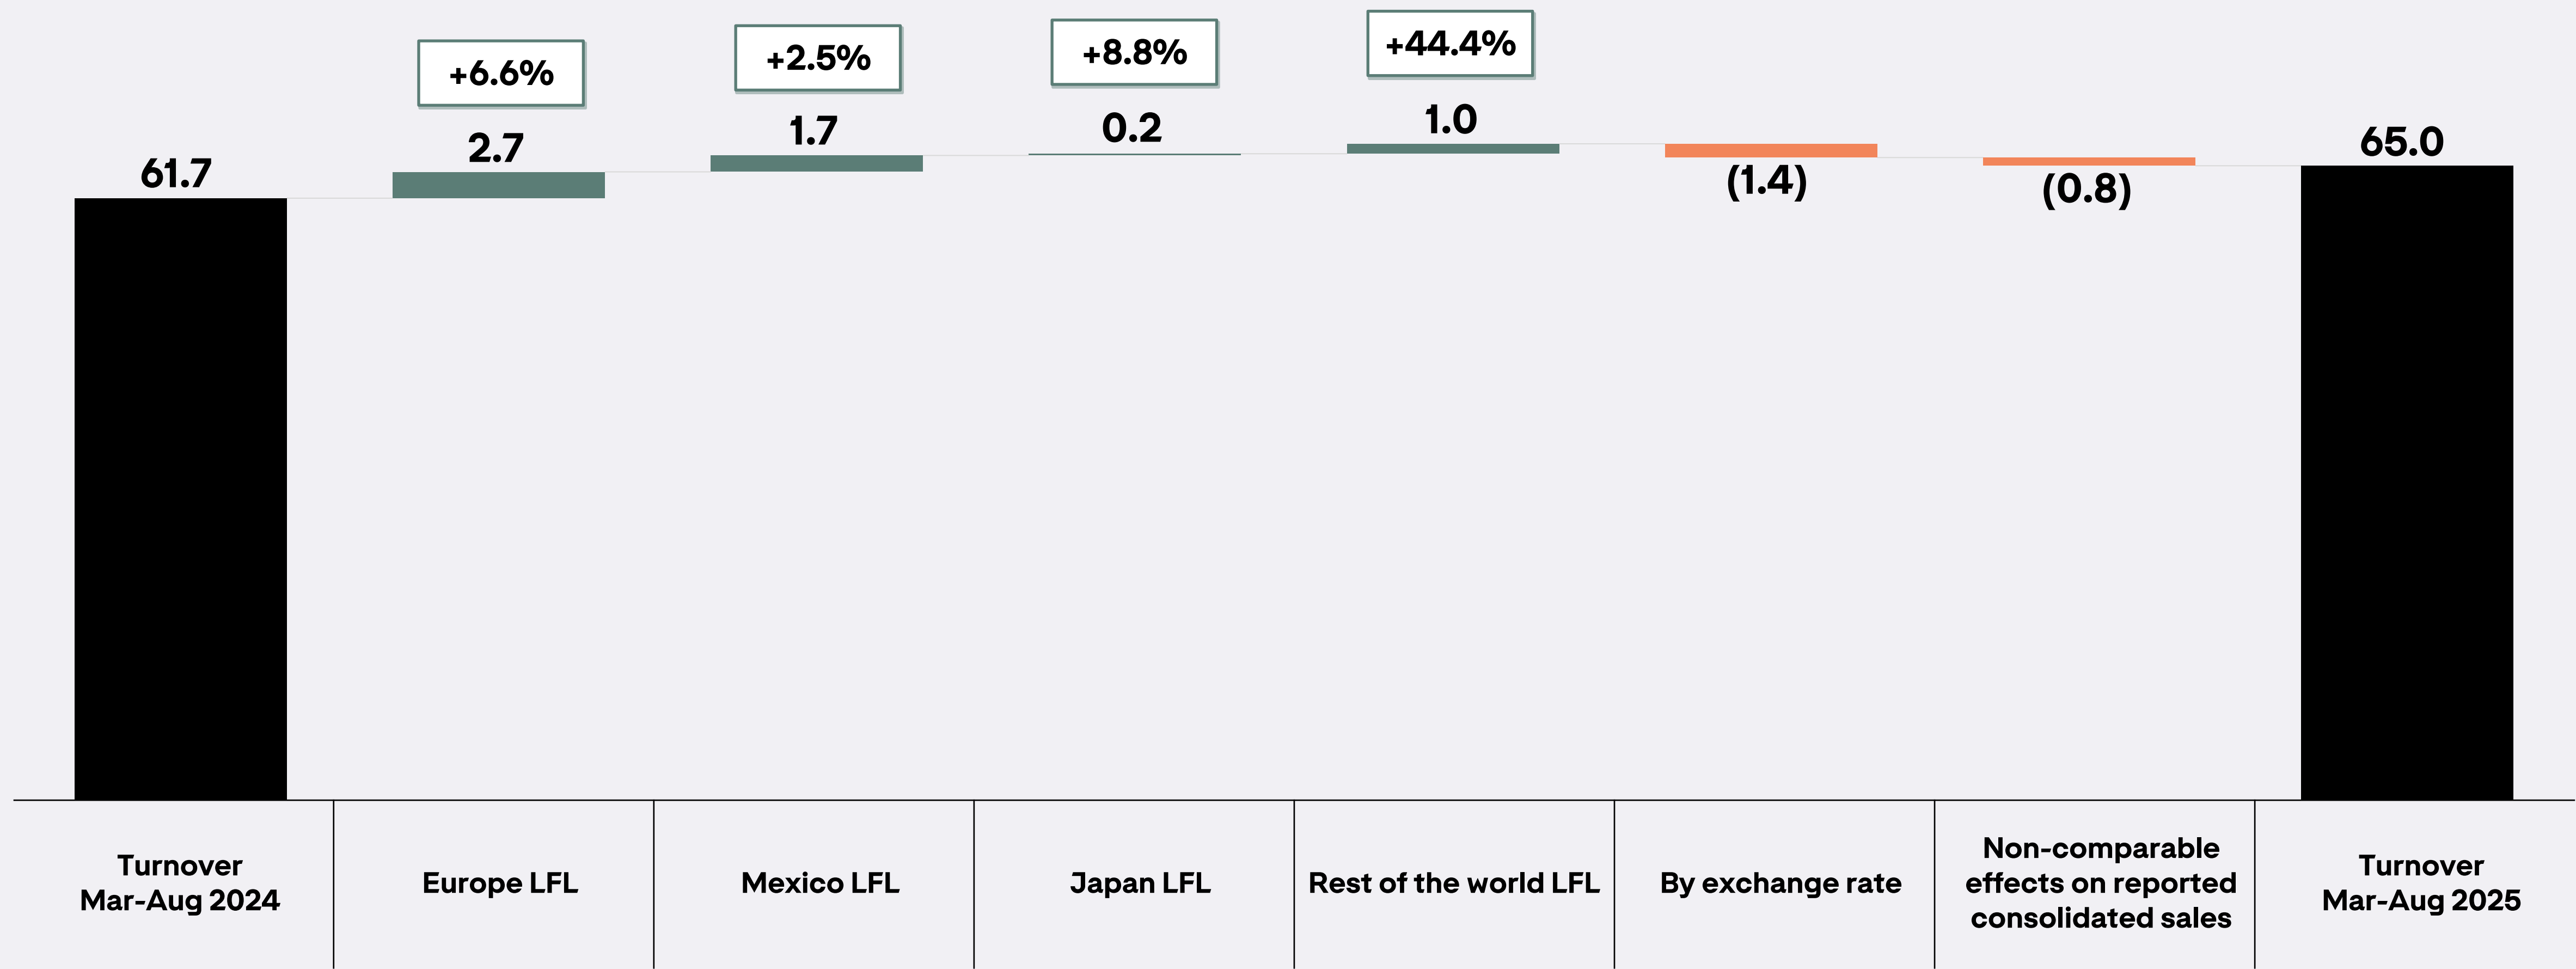 +6.6%
+2.5%
+8.8%
+44.4%
61.7
2.7
1.7
0.2
1.0
(1.4)
(0.8)
65.0
Turnover
Mar-Aug 2024
Europe LFL
Mexico LFL
Japan LFL
Rest of the world LFL
By exchange rate
Non-comparable
effects on reported
consolidated sales
Turnover
Mar-Aug 2025